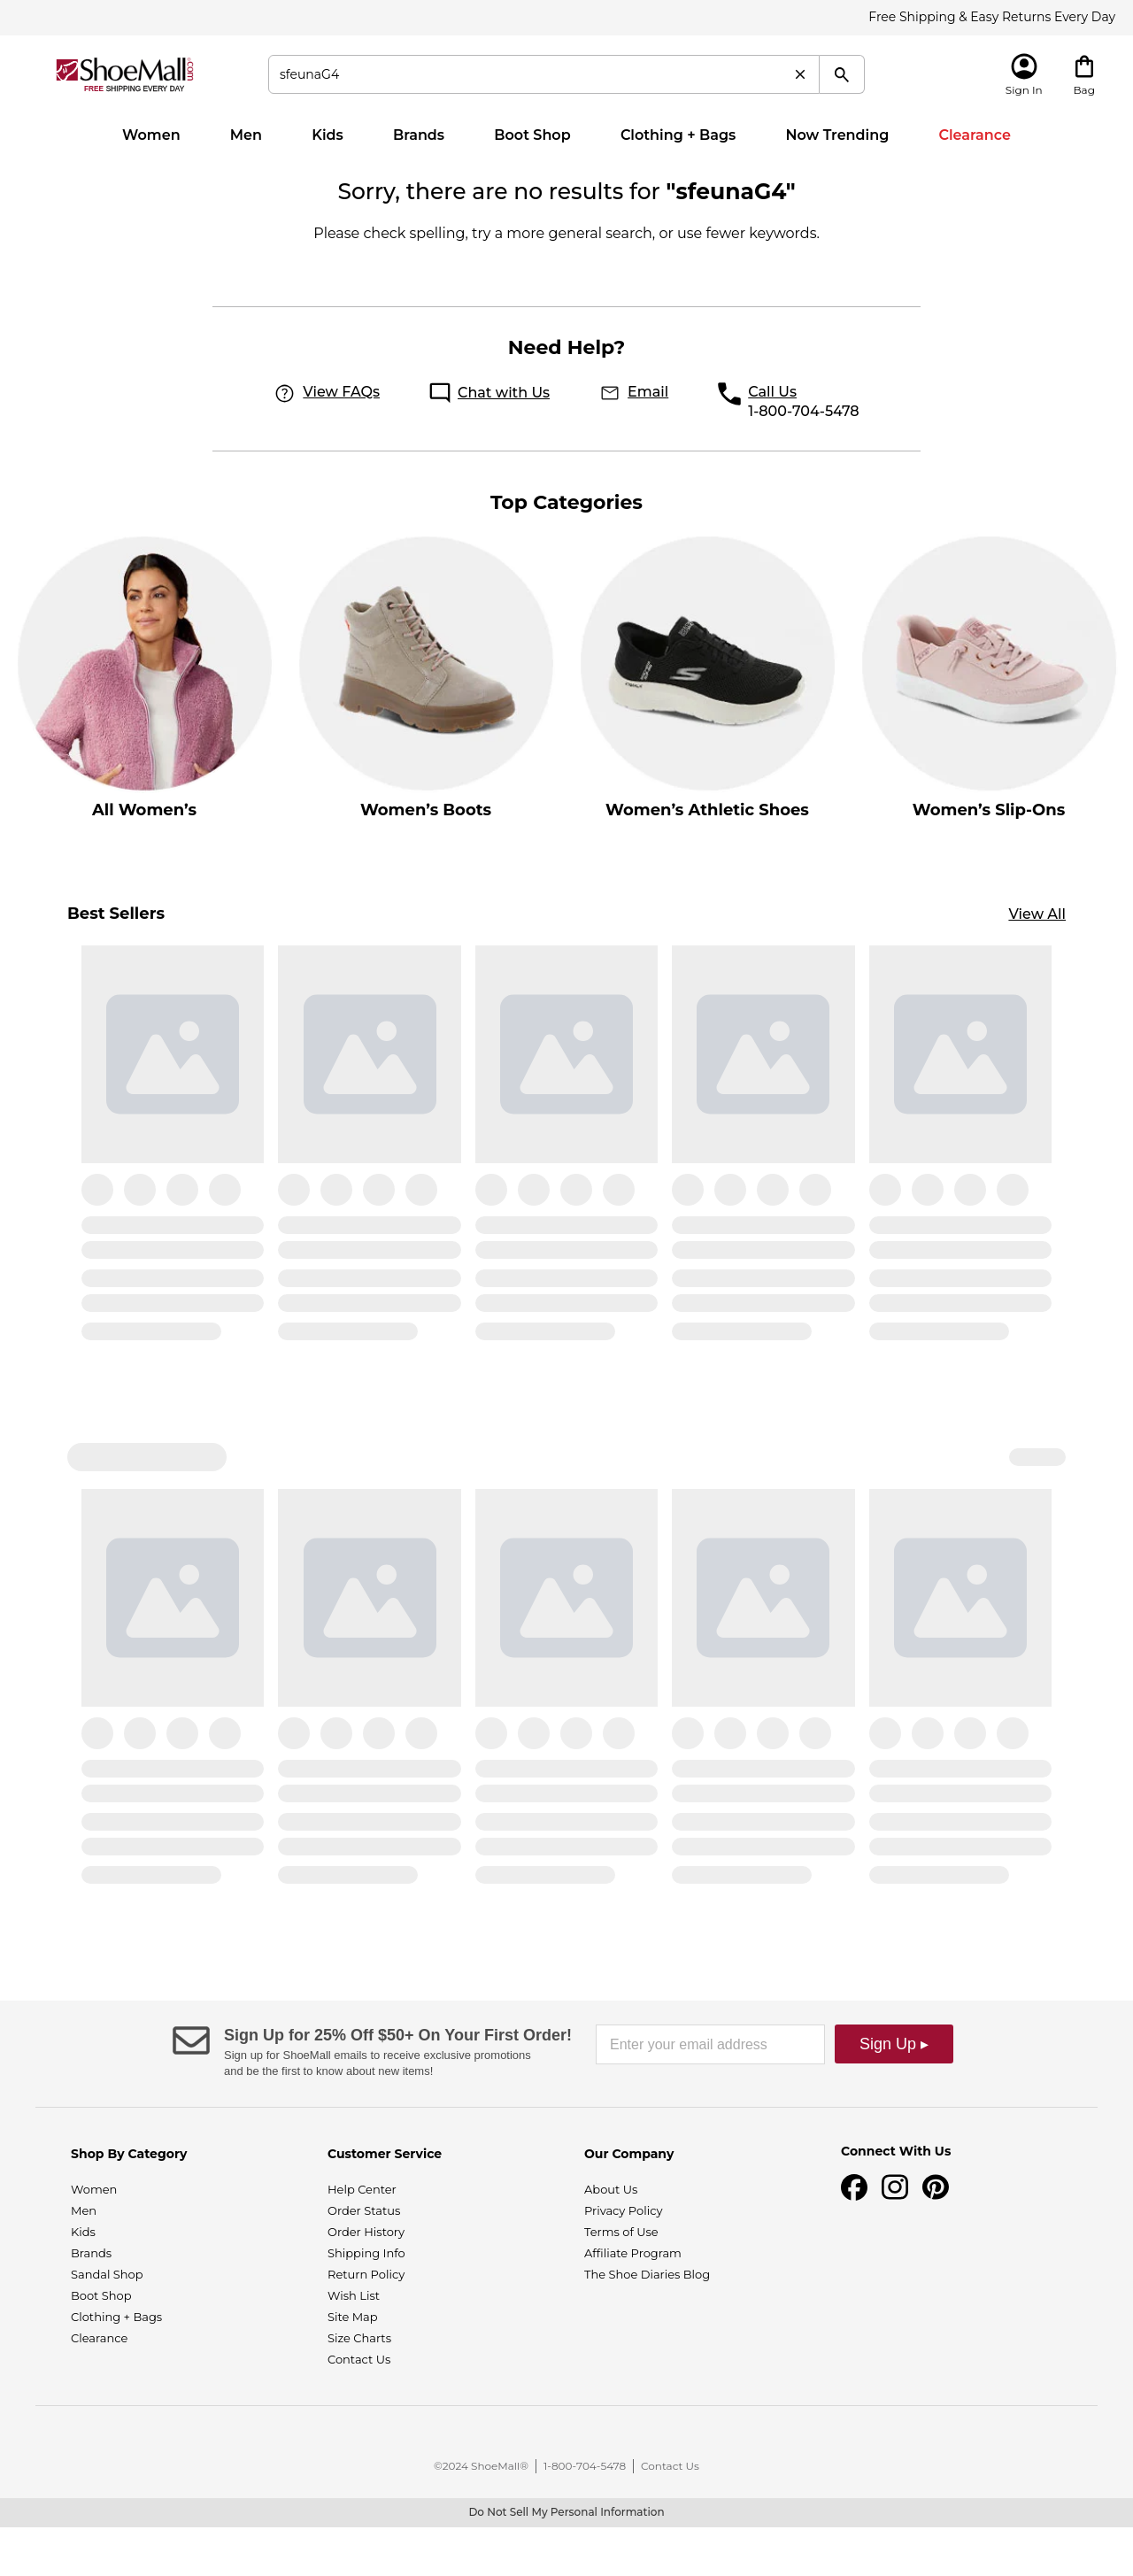 Free Shipping & Easy Returns Every Day
ShoeMall.com
FREE SHIPPING EVERY DAY
sfeunaG4
Sign In
Bag
Women
Men
Kids
Brands
Boot Shop
Clothing + Bags
Now Trending
Clearance
Sorry, there are no results for "sfeunaG4"
Please check spelling, try a more general search, or use fewer keywords.
Need Help?
View FAQs
Chat with Us
Email
Call Us
1-800-704-5478
Top Categories
All Women’s
Women’s Boots
Women’s Athletic Shoes
Women’s Slip-Ons
Best Sellers
View All
Sign Up for 25% Off $50+ On Your First Order!
Sign up for ShoeMall emails to receive exclusive promotions
and be the first to know about new items!
Enter your email address
Sign Up ▸
Shop By Category
Women
Men
Kids
Brands
Sandal Shop
Boot Shop
Clothing + Bags
Clearance
Customer Service
Help Center
Order Status
Order History
Shipping Info
Return Policy
Wish List
Site Map
Size Charts
Contact Us
Our Company
About Us
Privacy Policy
Terms of Use
Affiliate Program
The Shoe Diaries Blog
Connect With Us
©2024 ShoeMall® | 1-800-704-5478 | Contact Us
Do Not Sell My Personal Information